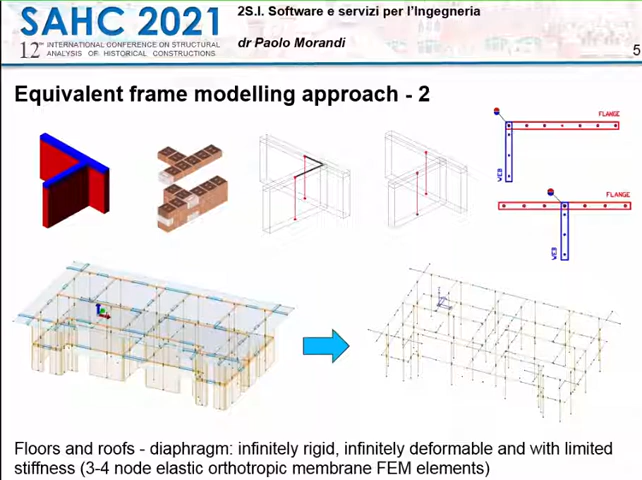 SAHC 2021
2S.I. Software e servizi per l'Ingegneria
12TH INTERNATIONAL CONFERENCE ON STRUCTURAL
ANALYSIS OF HISTORICAL CONSTRUCTIONS
dr Paolo Morandi
5
Equivalent frame modelling approach - 2
FLANGE
WEB
FLANGE
WEB
Floors and roofs - diaphragm: infinitely rigid, infinitely deformable and with limited
stiffness (3-4 node elastic orthotropic membrane FEM elements)